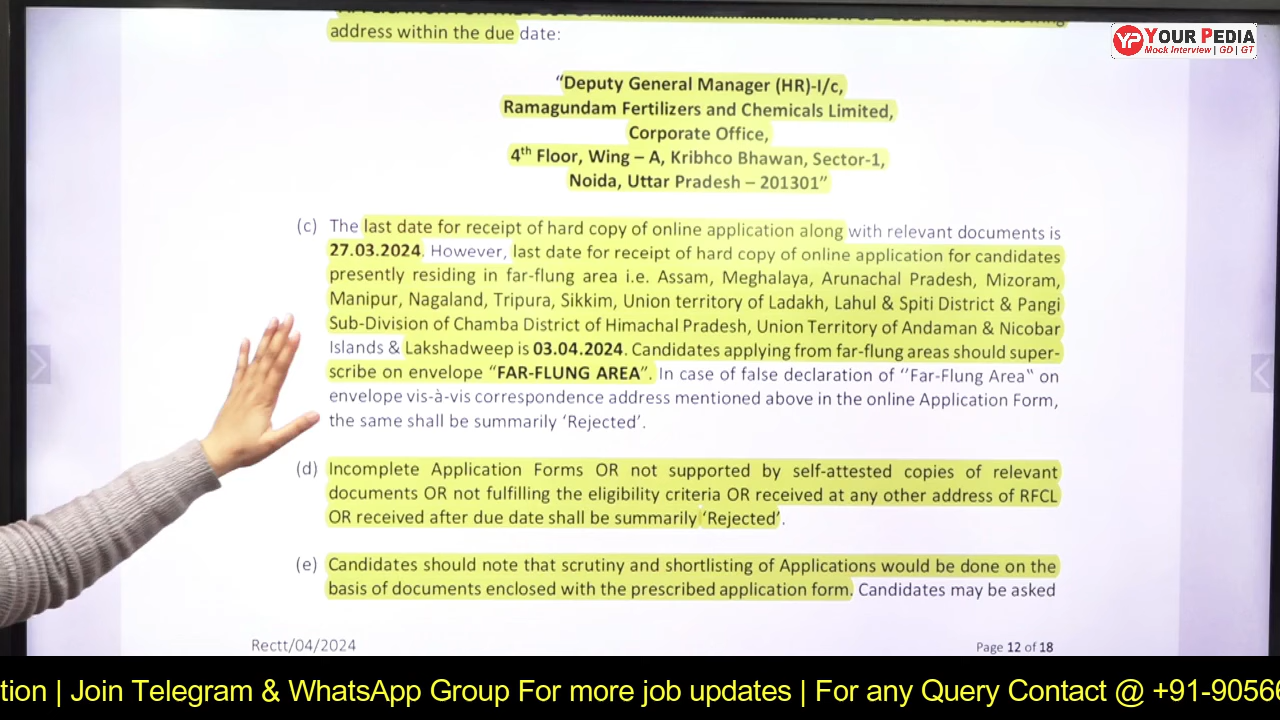 YP YOUR PEDIA
Mock Interview | GD | GT
address within the due date:
“Deputy General Manager (HR)-I/c,
Ramagundam Fertilizers and Chemicals Limited,
Corporate Office,
4th Floor, Wing – A, Kribhco Bhawan, Sector-1,
Noida, Uttar Pradesh – 201301”
(c) The last date for receipt of hard copy of online application along with relevant documents is
27.03.2024. However, last date for receipt of hard copy of online application for candidates
presently residing in far-flung area i.e. Assam, Meghalaya, Arunachal Pradesh, Mizoram,
Manipur, Nagaland, Tripura, Sikkim, Union territory of Ladakh, Lahul & Spiti District & Pangi
Sub-Division of Chamba District of Himachal Pradesh, Union Territory of Andaman & Nicobar
Islands & Lakshadweep is 03.04.2024. Candidates applying from far-flung areas should super-
scribe on envelope “FAR-FLUNG AREA”. In case of false declaration of “Far-Flung Area“ on
envelope vis-à-vis correspondence address mentioned above in the online Application Form,
the same shall be summarily ‘Rejected’.
(d) Incomplete Application Forms OR not supported by self-attested copies of relevant
documents OR not fulfilling the eligibility criteria OR received at any other address of RFCL
OR received after due date shall be summarily ‘Rejected’.
(e) Candidates should note that scrutiny and shortlisting of Applications would be done on the
basis of documents enclosed with the prescribed application form. Candidates may be asked
Rectt/04/2024 Page 12 of 18
tion | Join Telegram & WhatsApp Group For more job updates | For any Query Contact @ +91-9056